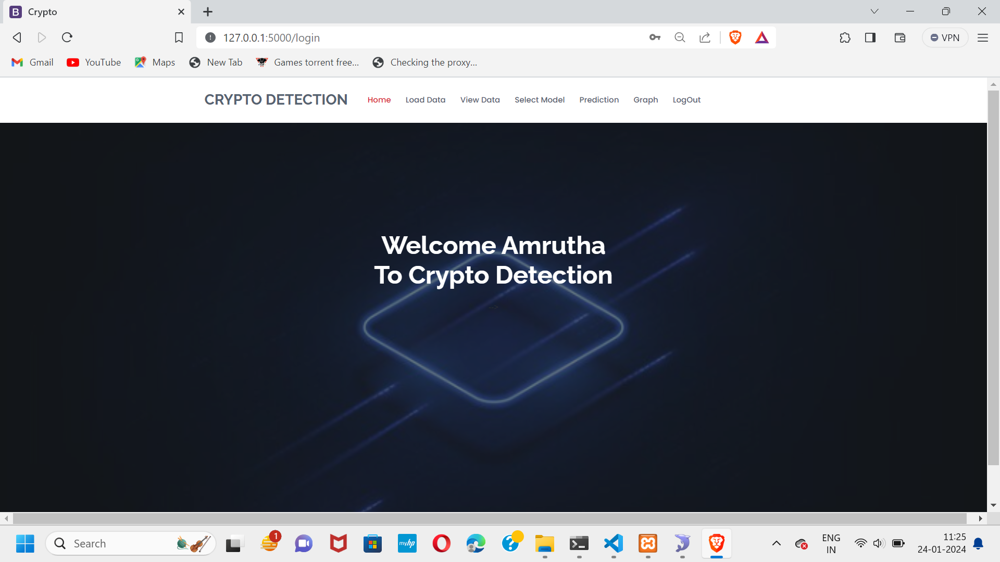 Crypto
127.0.0.1:5000/login
VPN
Gmail
YouTube
Maps
New Tab
Games torrent free...
Checking the proxy...
CRYPTO DETECTION
Home
Load Data
View Data
Select Model
Prediction
Graph
LogOut
Welcome Amrutha
To Crypto Detection
-->
Search
1
myhp
ENG
IN
11:25
24-01-2024